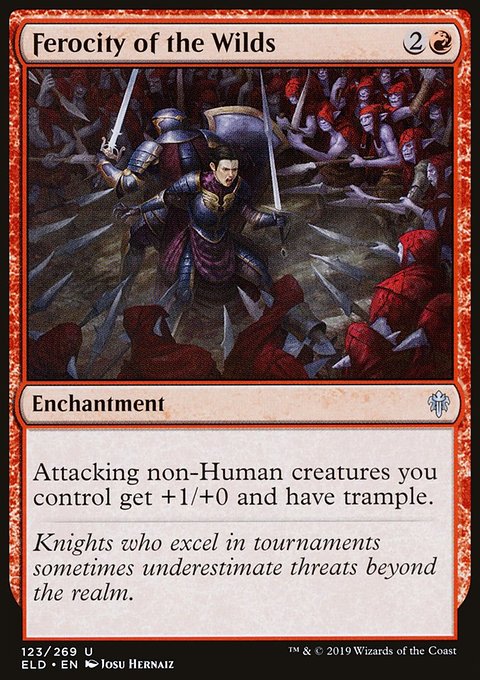 Ferocity of the Wilds 2
Enchantment
Attacking non-Human creatures you
control get +1/+0 and have trample.
Knights who excel in tournaments
sometimes underestimate threats beyond
the realm.
123/269 U
ELD • EN Josu Hernaiz
™ & © 2019 Wizards of the Coast